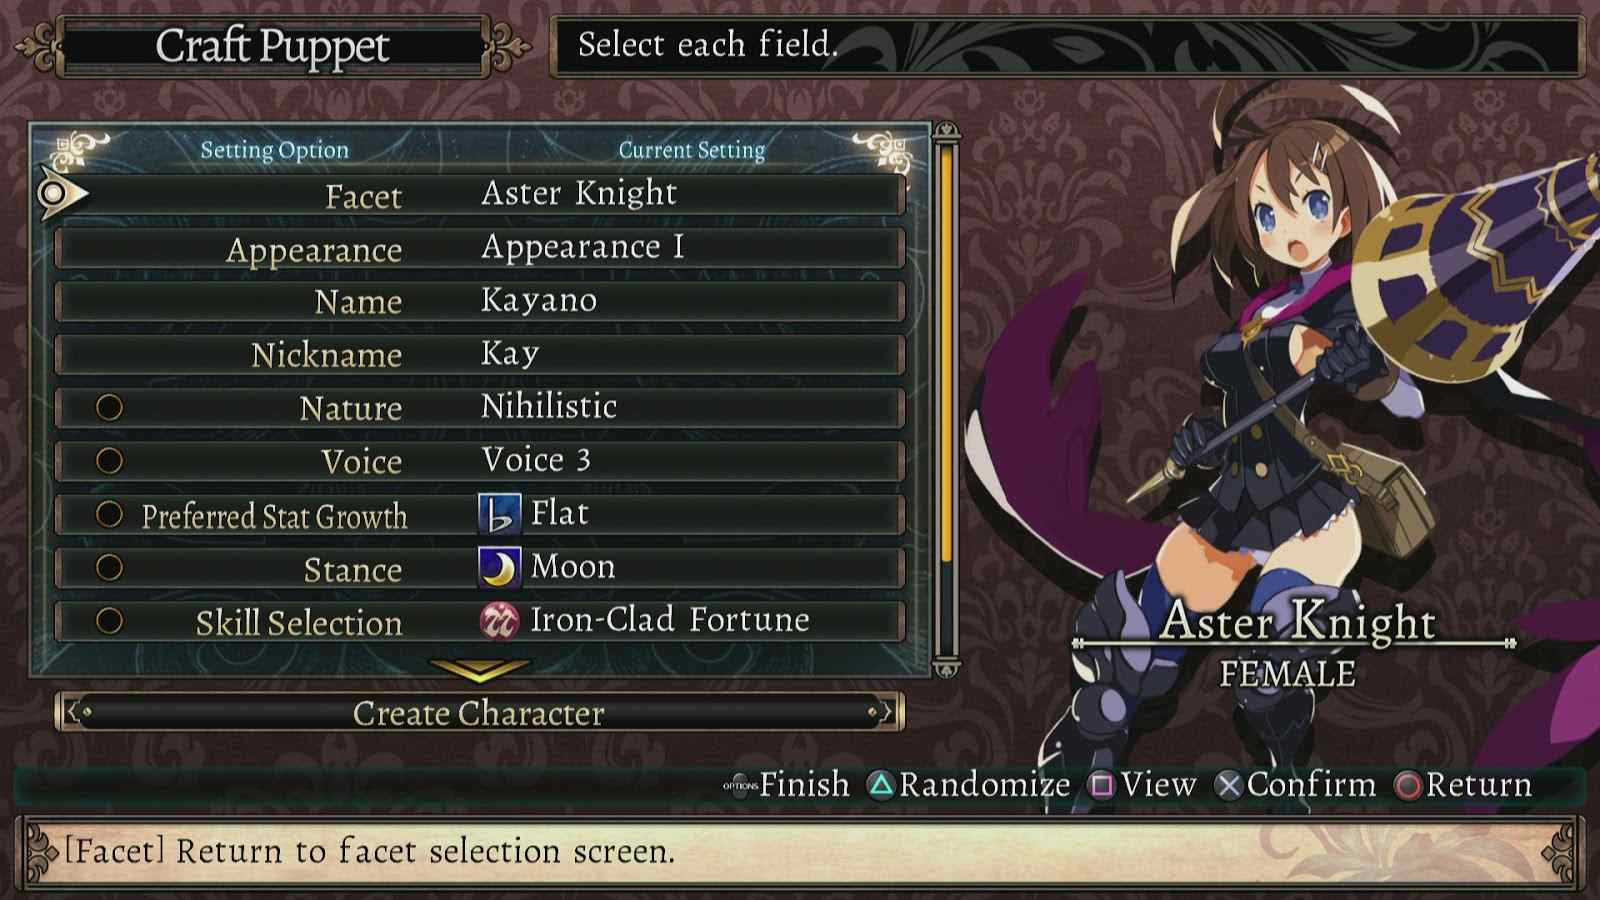 Craft Puppet
Select each field.
Setting Option Current Setting
Facet Aster Knight
Appearance Appearance I
Name Kayano
Nickname Kay
Nature Nihilistic
Voice Voice 3
Preferred Stat Growth Flat
Stance Moon
Skill Selection Iron-Clad Fortune
Create Character
Aster Knight
FEMALE
OPTIONS Finish Randomize View Confirm Return
[Facet] Return to facet selection screen.